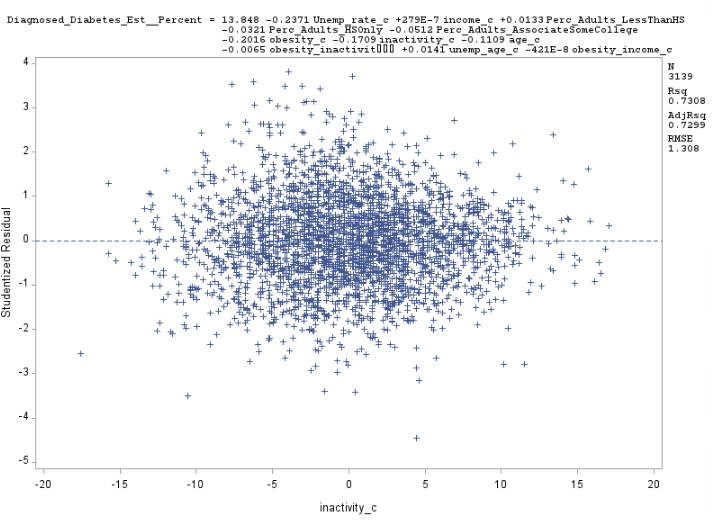 Diagnosed_Diabetes_Est__Percent = 13.848 -0.2371 Unemp_rate_c +279E-7 income_c +0.0133 Perc_Adults_LessThanHS
-0.0321 Perc_Adults_HSOnly -0.0512 Perc_Adults_AssociateSomeCollege
-0.2016 obesity_c -0.1709 inactivity_c -0.1109 age_c
-0.0065 obesity_inactivit▯▯▯ +0.0141 unemp_age_c -421E-8 obesity_income_c
N
3139
Rsq
0.7308
AdjRsq
0.7299
RMSE
1.308
Studentized Residual
4
3
2
1
0
-1
-2
-3
-4
-5
-20 -15 -10 -5 0 5 10 15 20
inactivity_c